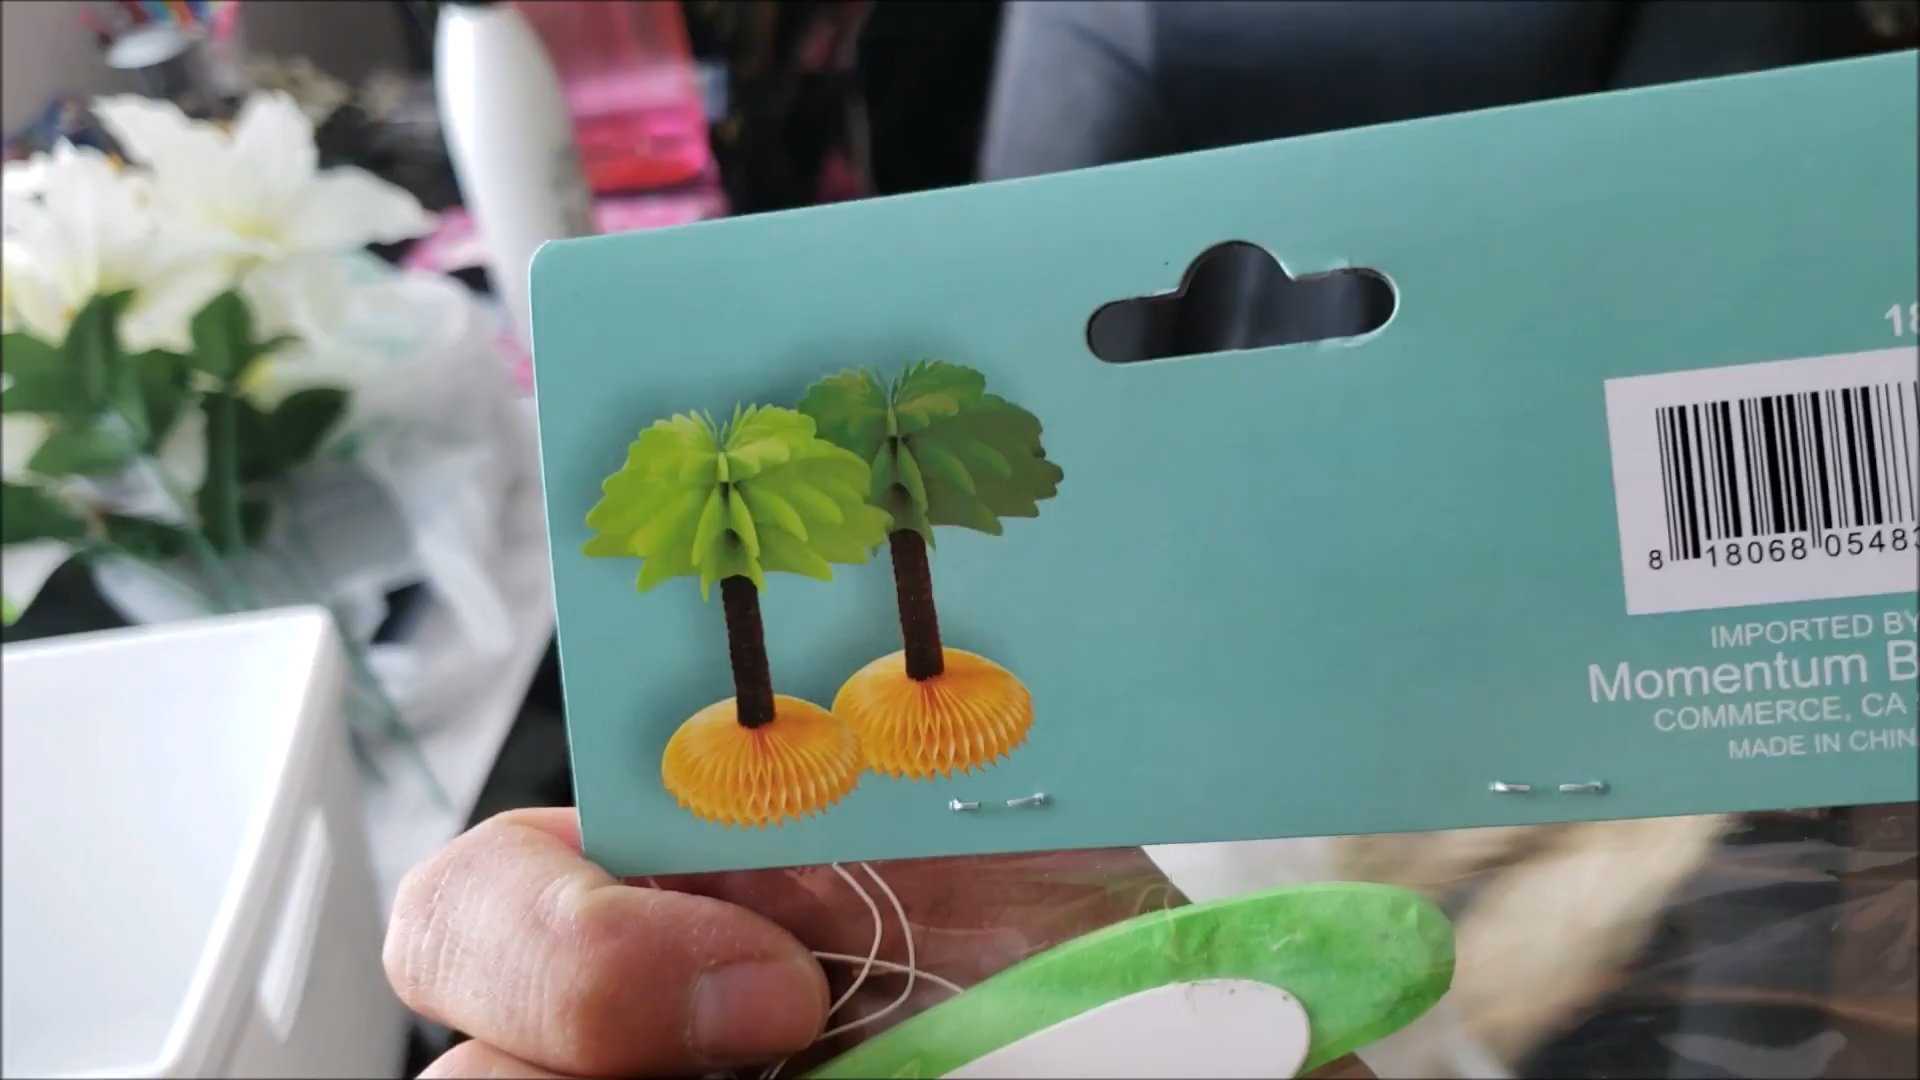 18
8 18068 05483
IMPORTED BY
Momentum B
COMMERCE, CA
MADE IN CHIN